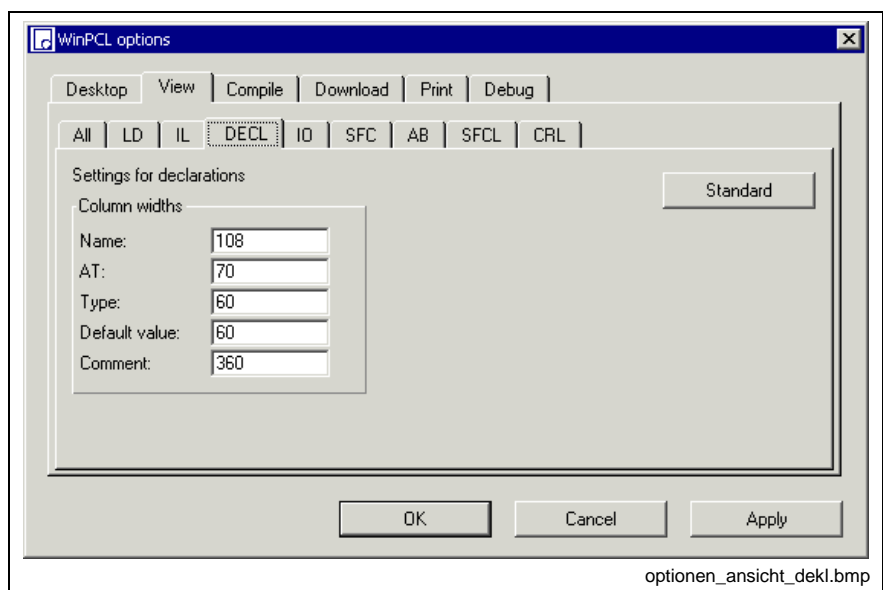 WinPCL options
Desktop View Compile Download Print Debug
All LD IL DECL IO SFC AB SFCL CRL
Settings for declarations
Standard
Column widths
Name: 108
AT: 70
Type: 60
Default value: 60
Comment: 360
OK Cancel Apply
optionen_ansicht_dekl.bmp